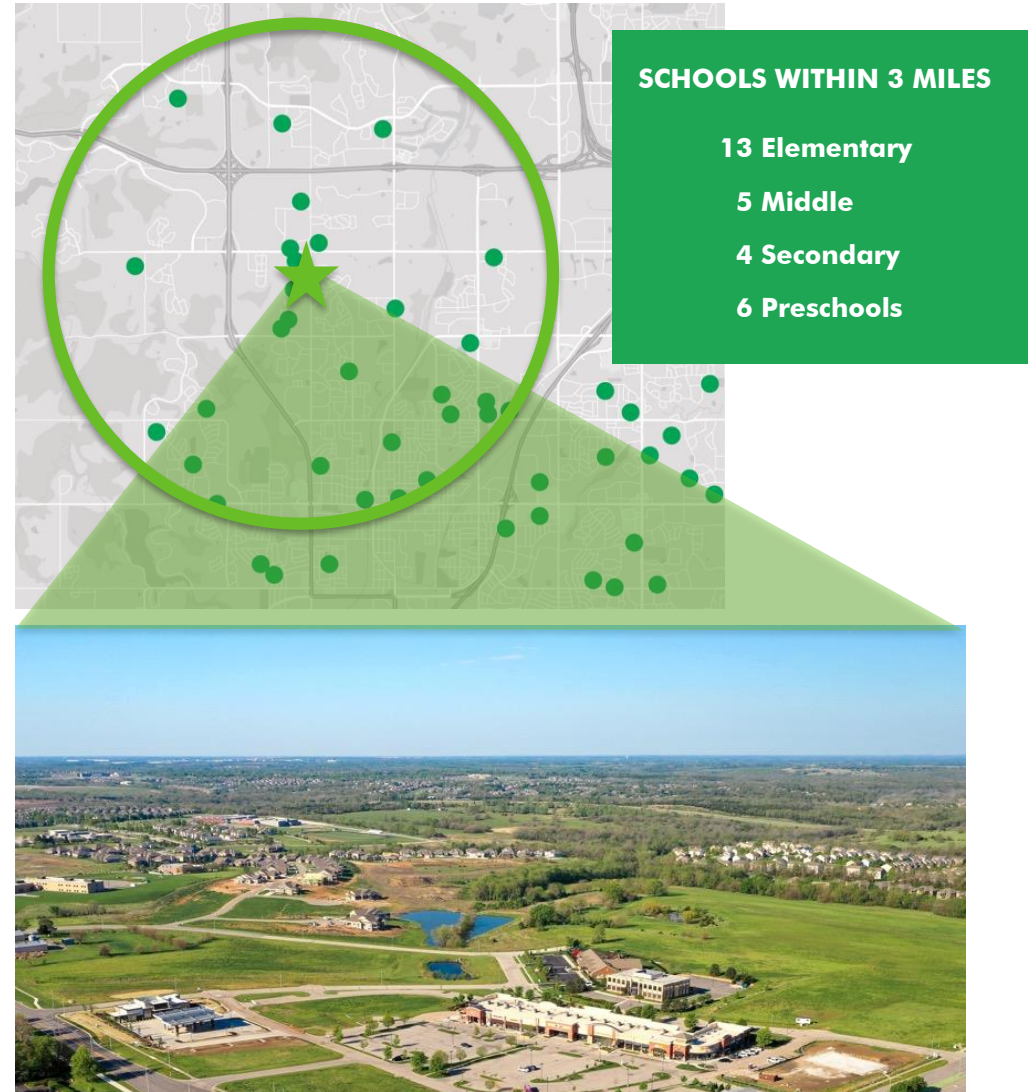 SCHOOLS WITHIN 3 MILES
13 Elementary
5 Middle
4 Secondary
6 Preschools